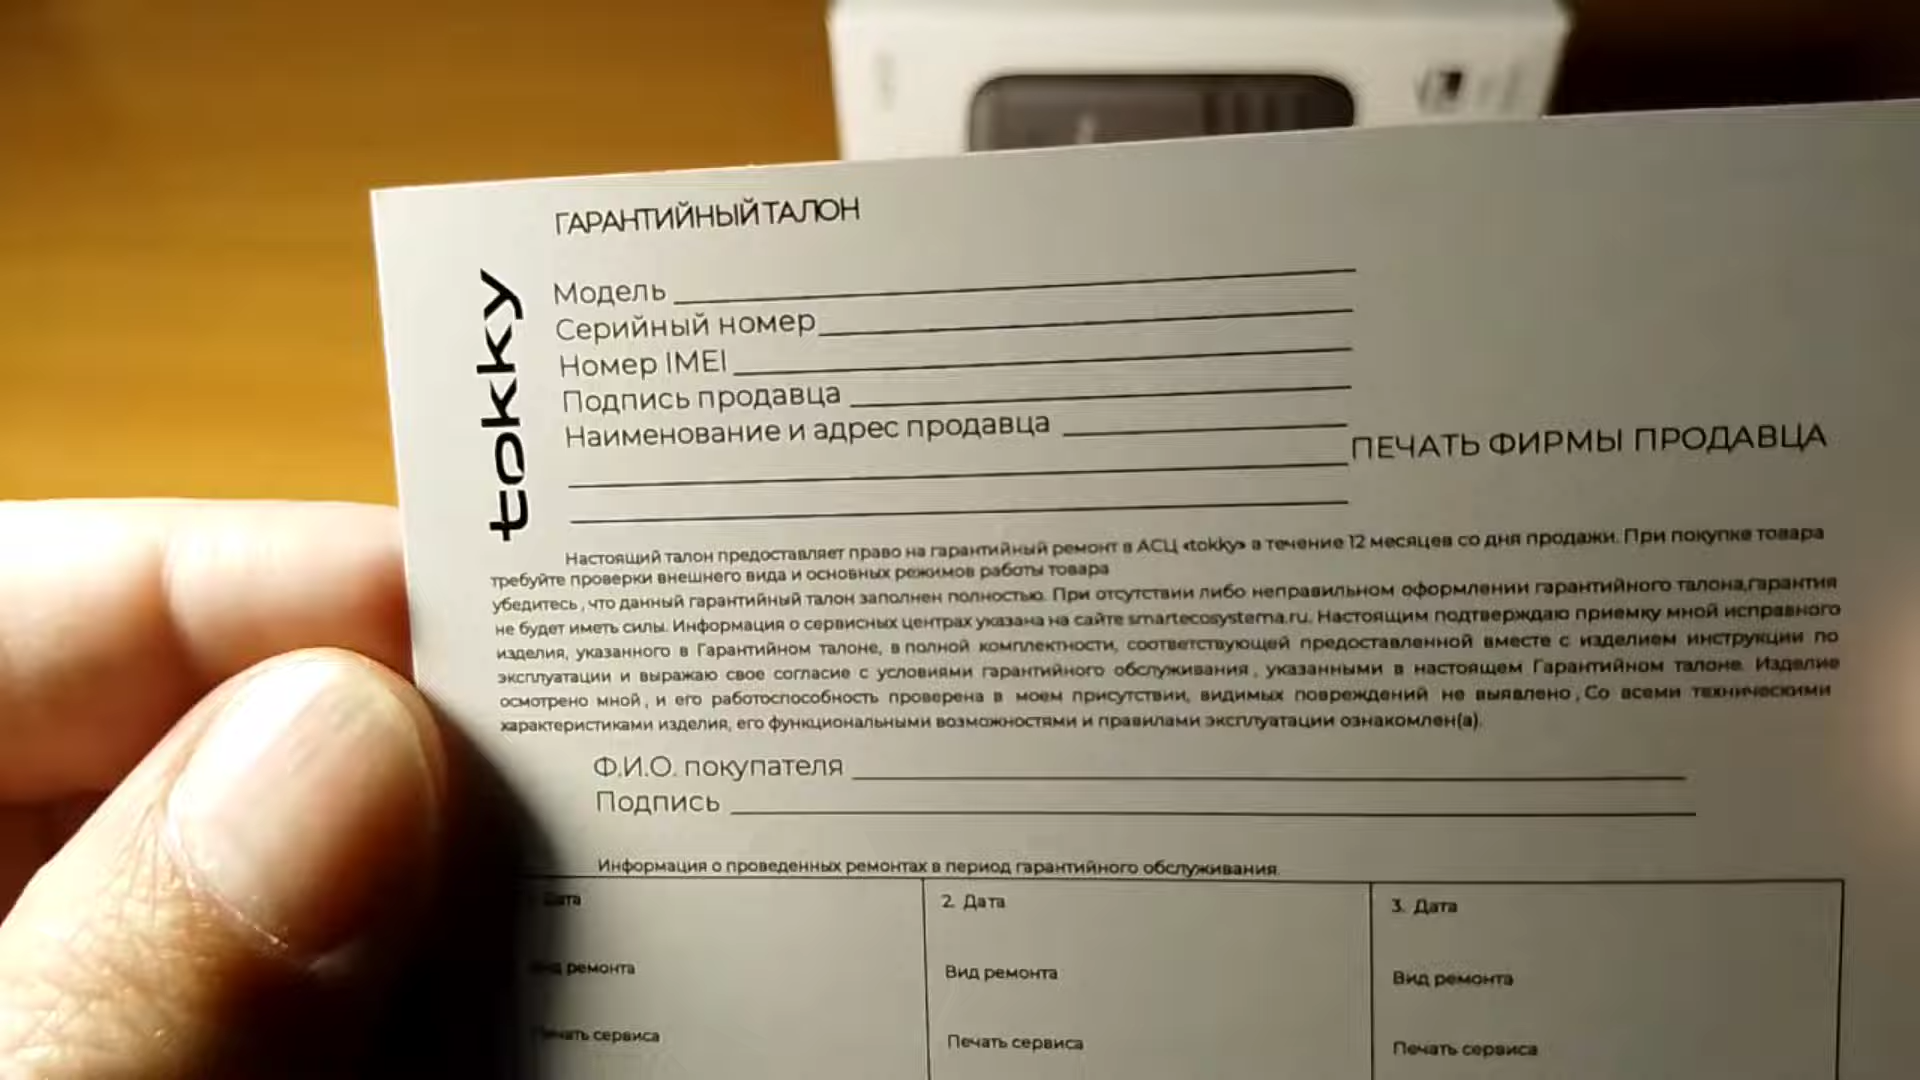 ГАРАНТИЙНЫЙ ТАЛОН
tokky
Модель
Серийный номер
Номер IMEI
Подпись продавца
Наименование и адрес продавца
ПЕЧАТЬ ФИРМЫ ПРОДАВЦА
Настоящий талон предоставляет право на гарантийный ремонт в АСЦ «tokky» в течение 12 месяцев со дня продажи. При покупке товара
требуйте проверки внешнего вида и основных режимов работы товара
убедитесь, что данный гарантийный талон заполнен полностью. При отсутствии либо неправильном оформлении гарантийного талона,гарантия
не будет иметь силы. Информация о сервисных центрах указана на сайте smartecosystema.ru. Настоящим подтверждаю приемку мной исправного
изделия, указанного в Гарантийном талоне, в полной комплектности, соответствующей предоставленной вместе с изделием инструкции по
эксплуатации и выражаю свое согласие с условиями гарантийного обслуживания, указанными в настоящем Гарантийном талоне. Изделие
осмотрено мной, и его работоспособность проверена в моем присутствии, видимых повреждений не выявлено, Со всеми техническими
характеристиками изделия, его функциональными возможностями и правилами эксплуатации ознакомлен(а).
Ф.И.О. покупателя
Подпись
Информация о проведенных ремонтах в период гарантийного обслуживания.
Дата
2. Дата
3. Дата
Вид ремонта
Вид ремонта
Вид ремонта
Печать сервиса
Печать сервиса
Печать сервиса